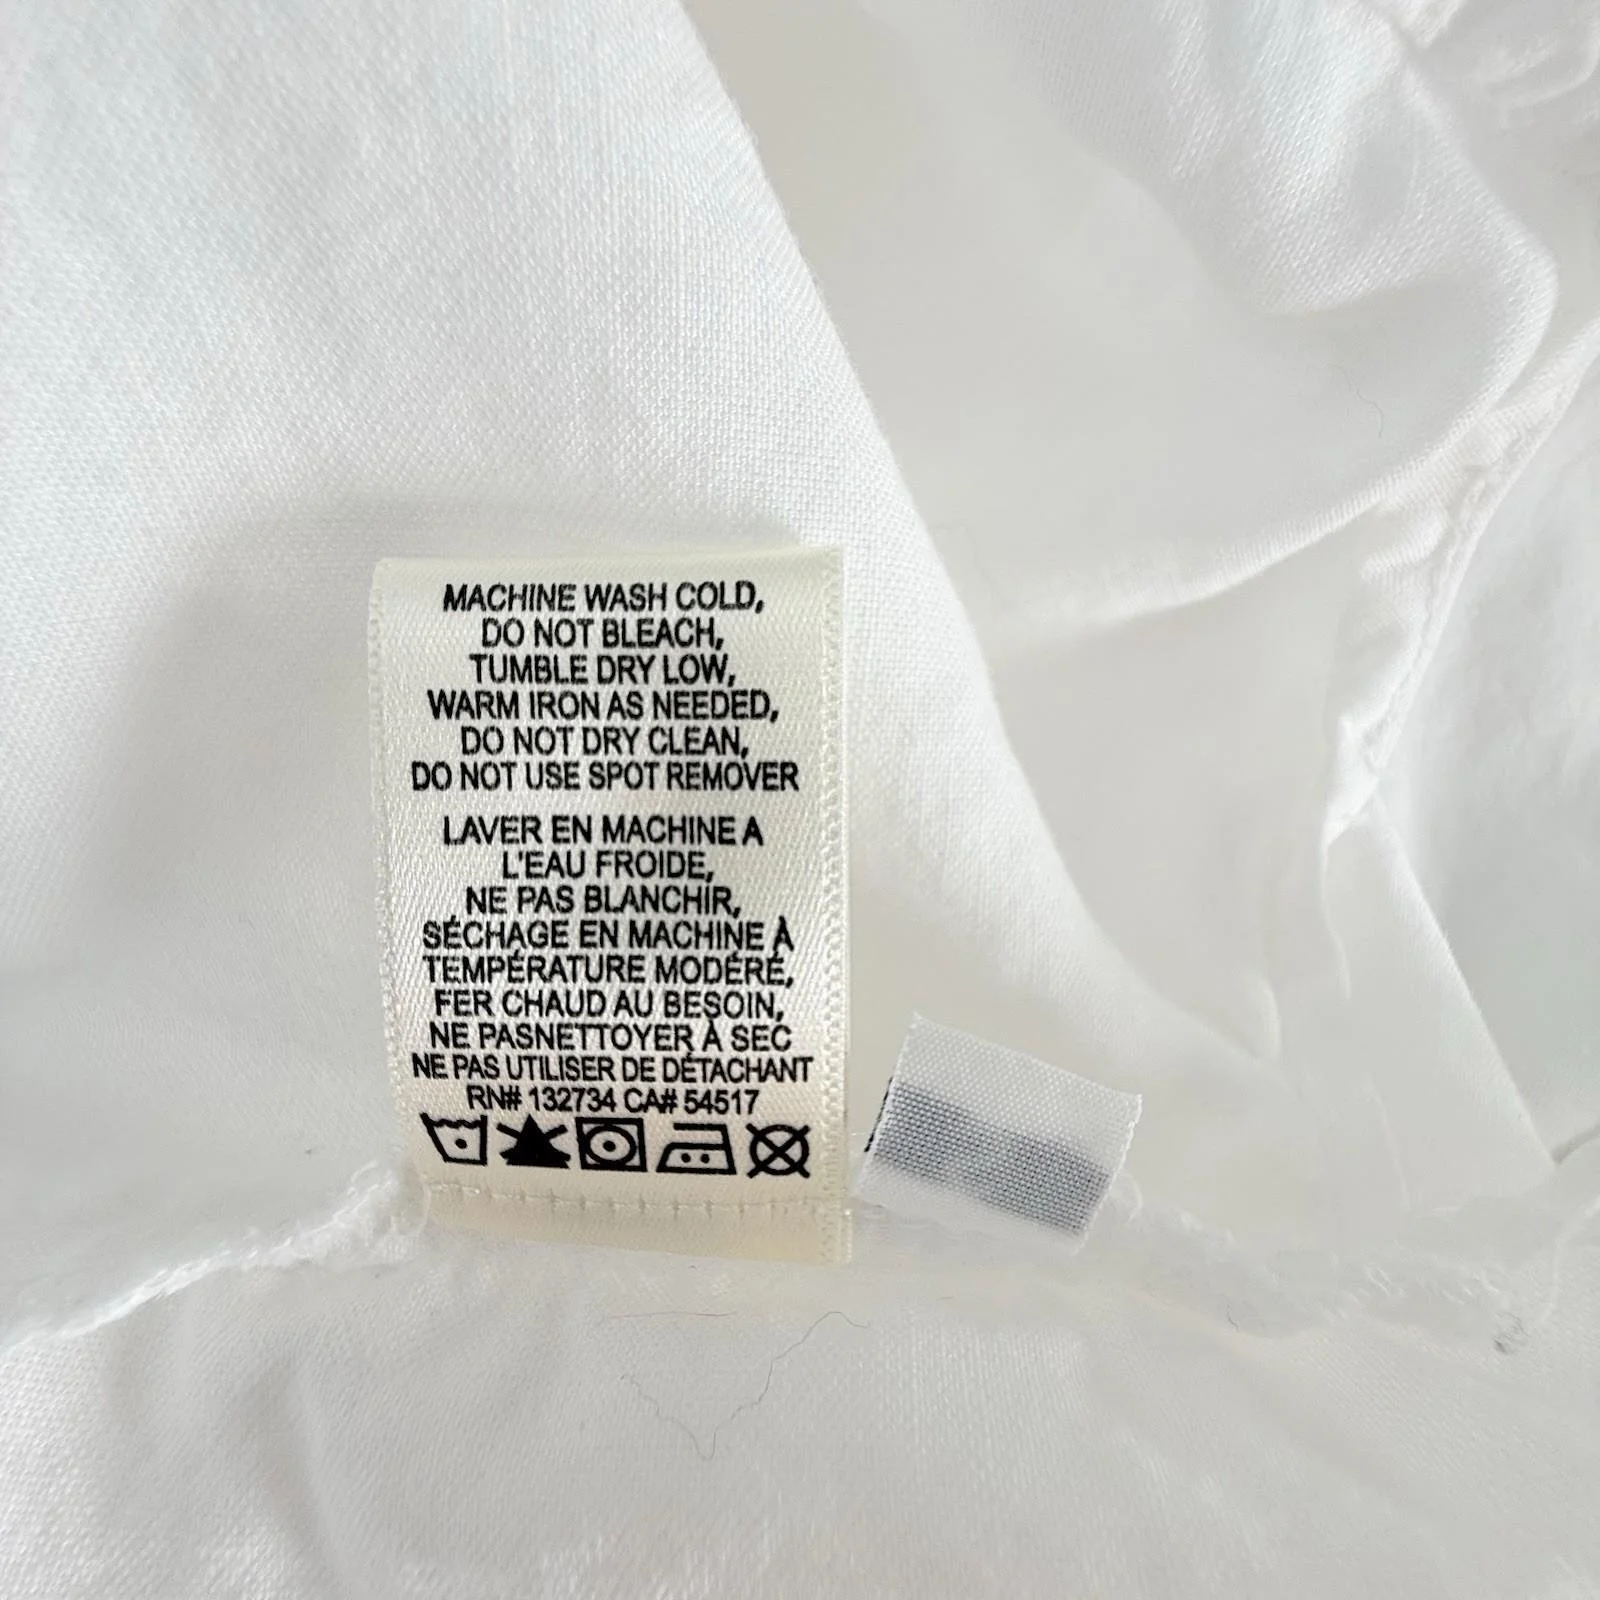 MACHINE WASH COLD,
DO NOT BLEACH,
TUMBLE DRY LOW,
WARM IRON AS NEEDED,
DO NOT DRY CLEAN,
DO NOT USE SPOT REMOVER
LAVER EN MACHINE A
L'EAU FROIDE,
NE PAS BLANCHIR,
SÉCHAGE EN MACHINE À
TEMPÉRATURE MODÉRÉ,
FER CHAUD AU BESOIN,
NE PASNETTOYER À SEC
NE PAS UTILISER DE DÉTACHANT
RN# 132734 CA# 54517